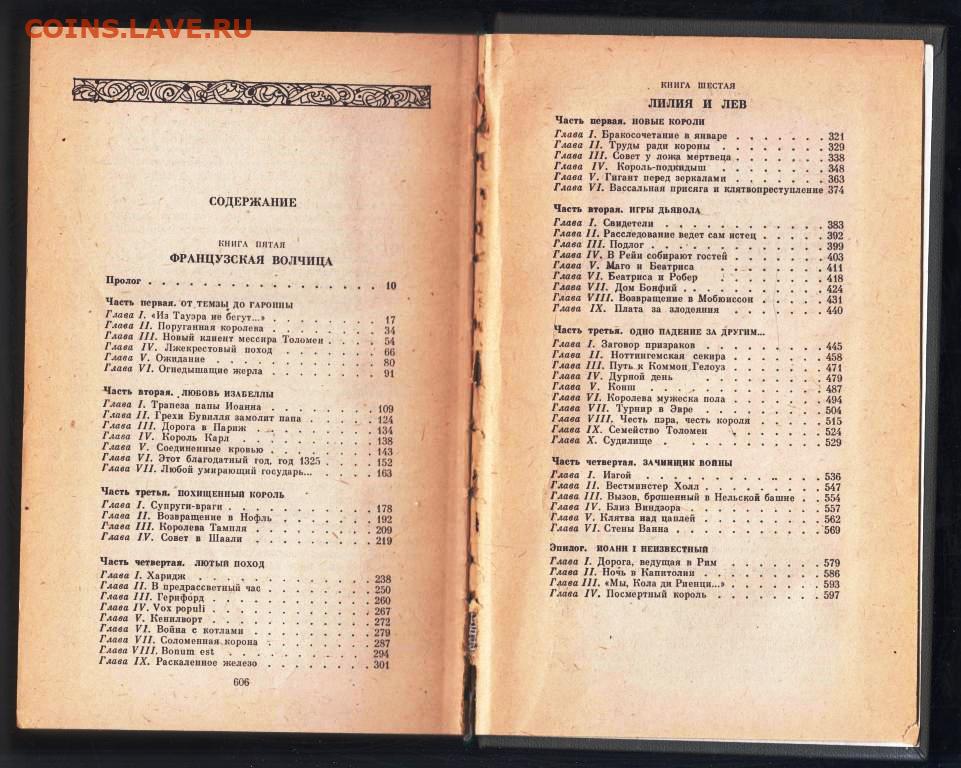 COINS.LAVE.RU
СОДЕРЖАНИЕ
КНИГА ПЯТАЯ
ФРАНЦУЗСКАЯ ВОЛЧИЦА
Пролог . . . 10
Часть первая. ОТ ТЕМЗЫ ДО ГАРОННЫ
Глава I. «Из Тауэра не бегут...» . . . 17
Глава II. Поруганная королева . . . 34
Глава III. Новый клиент мессира Толомеи . . . 54
Глава IV. Лжекрестовый поход . . . 66
Глава V. Ожидание . . . 80
Глава VI. Огнедышащие жерла . . . 91
Часть вторая. ЛЮБОВЬ ИЗАБЕЛЛЫ
Глава I. Трапеза папы Иоанна . . . 109
Глава II. Грехи Бувилля замолит папа . . . 124
Глава III. Дорога в Париж . . . 134
Глава IV. Король Карл . . . 138
Глава V. Соединенные кровью . . . 143
Глава VI. Этот благодатный год, год 1325 . . . 152
Глава VII. Любой умирающий государь... . . . 163
Часть третья. ПОХИЩЕННЫЙ КОРОЛЬ
Глава I. Супруги-враги . . . 178
Глава II. Возвращение в Нофль . . . 192
Глава III. Королева Тампля . . . 209
Глава IV. Совет в Шаали . . . 219
Часть четвертая. ЛЮТЫЙ ПОХОД
Глава I. Харидж . . . 238
Глава II. В предрассветный час . . . 250
Глава III. Герифорд . . . 260
Глава IV. Vox populi . . . 267
Глава V. Кенилворт . . . 272
Глава VI. Война с котлами . . . 279
Глава VII. Соломенная корона . . . 287
Глава VIII. Bonum est . . . 294
Глава IX. Раскаленное железо . . . 301
606
КНИГА ШЕСТАЯ
ЛИЛИЯ И ЛЕВ
Часть первая. НОВЫЕ КОРОЛИ
Глава I. Бракосочетание в январе . . . 321
Глава II. Труды ради короны . . . 329
Глава III. Совет у ложа мертвеца . . . 338
Глава IV. Король-подкидыш . . . 348
Глава V. Гигант перед зеркалами . . . 363
Глава VI. Вассальная присяга и клятвопреступление 374
Часть вторая. ИГРЫ ДЬЯВОЛА
Глава I. Свидетели . . . 383
Глава II. Расследование ведет сам истец . . . 392
Глава III. Подлог . . . 399
Глава IV. В Рейи собирают гостей . . . 403
Глава V. Маго и Беатриса . . . 411
Глава VI. Беатриса и Робер . . . 418
Глава VII. Дом Бонфий . . . 424
Глава VIII. Возвращение в Мобюиссон . . . 431
Глава IX. Плата за злодеяния . . . 440
Часть третья. ОДНО ПАДЕНИЕ ЗА ДРУГИМ...
Глава I. Заговор призраков . . . 445
Глава II. Ноттингемская секира . . . 458
Глава III. Путь к Коммон Гелоуз . . . 471
Глава IV. Дурной день . . . 479
Глава V. Конш . . . 487
Глава VI. Королева мужеска пола . . . 494
Глава VII. Турнир в Эвре . . . 504
Глава VIII. Честь пэра, честь короля . . . 515
Глава IX. Семейство Толомеи . . . 524
Глава X. Судилище . . . 529
Часть четвертая. ЗАЧИНЩИК ВОЙНЫ
Глава I. Изгой . . . 536
Глава II. Вестминстер Холл . . . 547
Глава III. Вызов, брошенный в Нельской башне . . . 554
Глава IV. Близ Виндзора . . . 557
Глава V. Клятва над цаплей . . . 562
Глава VI. Стены Ванна . . . 569
Эпилог. ИОАНН I НЕИЗВЕСТНЫЙ
Глава I. Дорога, ведущая в Рим . . . 579
Глава II. Ночь в Капитолии . . . 586
Глава III. «Мы, Кола ди Риенци...» . . . 593
Глава IV. Посмертный король . . . 597